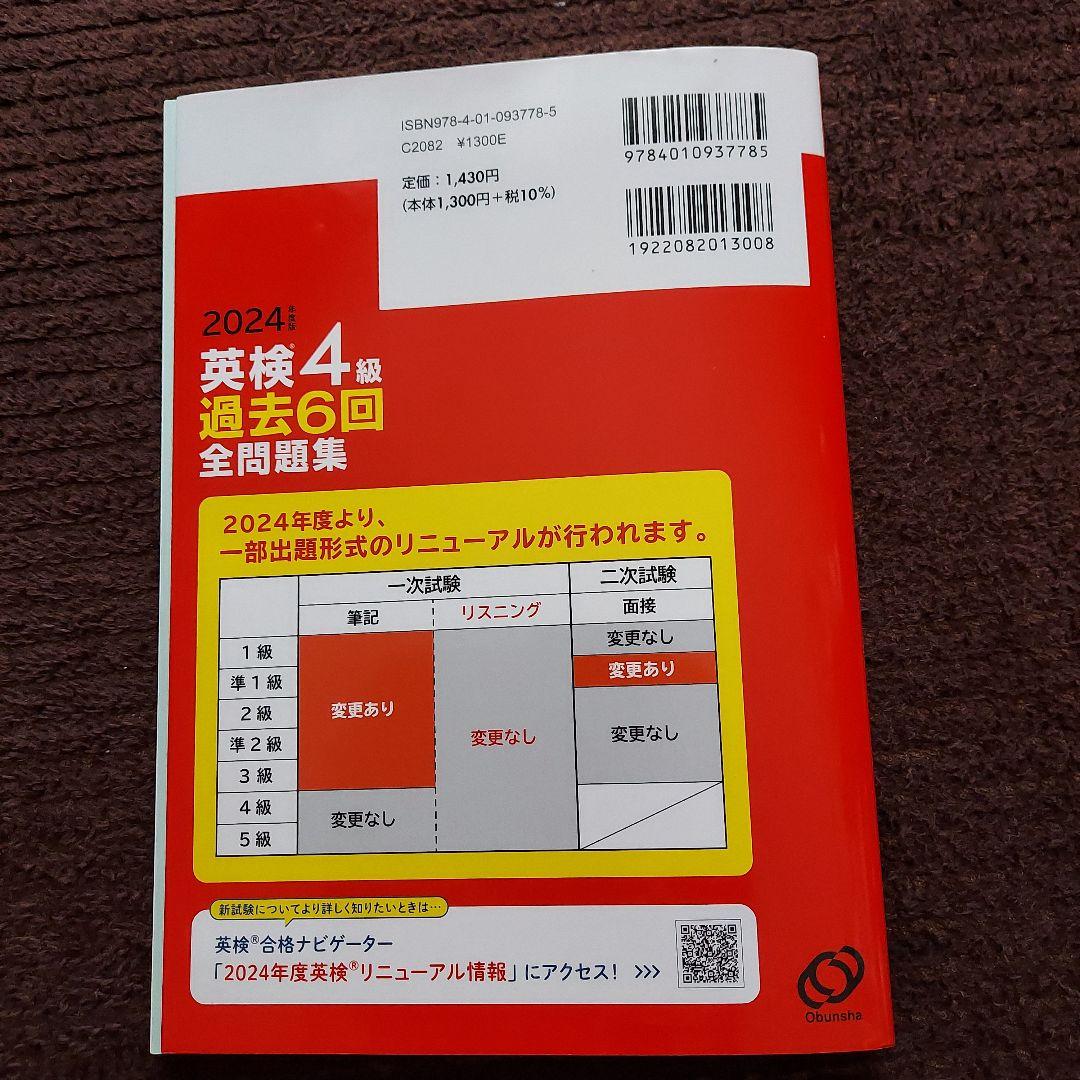 ISBN978-4-01-093778-5
C2082 ¥1300E
定価：1,430円
(本体1,300円＋税10%)
9784010937785
1922082013008
2024年度版
英検®4級
過去6回
全問題集
2024年度より、
一部出題形式のリニューアルが行われます。
一次試験 二次試験
筆記 リスニング 面接
1級 変更なし
準1級 変更あり
2級 変更あり 変更なし 変更なし
準2級
3級
4級 変更なし
5級
新試験についてより詳しく知りたいときは…
英検®合格ナビゲーター
「2024年度英検®リニューアル情報」にアクセス! >>>
Obunsha